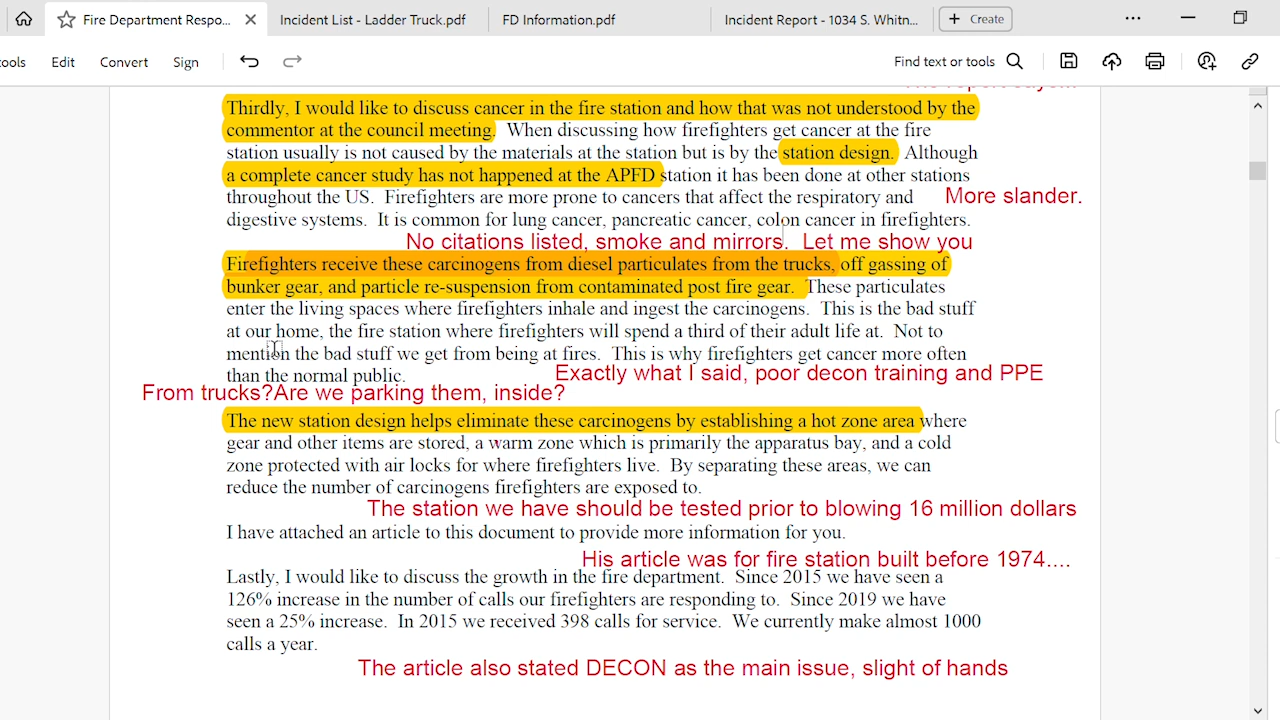 Fire Department Respo...
Incident List - Ladder Truck.pdf
FD Information.pdf
Incident Report - 1034 S. Whitn...
+ Create
ools
Edit
Convert
Sign
Find text or tools
Thirdly, I would like to discuss cancer in the fire station and how that was not understood by the
commentor at the council meeting. When discussing how firefighters get cancer at the fire
station usually is not caused by the materials at the station but is by the station design. Although
a complete cancer study has not happened at the APFD station it has been done at other stations
throughout the US. Firefighters are more prone to cancers that affect the respiratory and
More slander.
digestive systems. It is common for lung cancer, pancreatic cancer, colon cancer in firefighters.
No citations listed, smoke and mirrors. Let me show you
Firefighters receive these carcinogens from diesel particulates from the trucks, off gassing of
bunker gear, and particle re-suspension from contaminated post fire gear. These particulates
enter the living spaces where firefighters inhale and ingest the carcinogens. This is the bad stuff
at our home, the fire station where firefighters will spend a third of their adult life at. Not to
mention the bad stuff we get from being at fires. This is why firefighters get cancer more often
than the normal public.
Exactly what I said, poor decon training and PPE
From trucks?Are we parking them, inside?
The new station design helps eliminate these carcinogens by establishing a hot zone area where
gear and other items are stored, a warm zone which is primarily the apparatus bay, and a cold
zone protected with air locks for where firefighters live. By separating these areas, we can
reduce the number of carcinogens firefighters are exposed to.
The station we have should be tested prior to blowing 16 million dollars
I have attached an article to this document to provide more information for you.
His article was for fire station built before 1974....
Lastly, I would like to discuss the growth in the fire department. Since 2015 we have seen a
126% increase in the number of calls our firefighters are responding to. Since 2019 we have
seen a 25% increase. In 2015 we received 398 calls for service. We currently make almost 1000
calls a year.
The article also stated DECON as the main issue, slight of hands